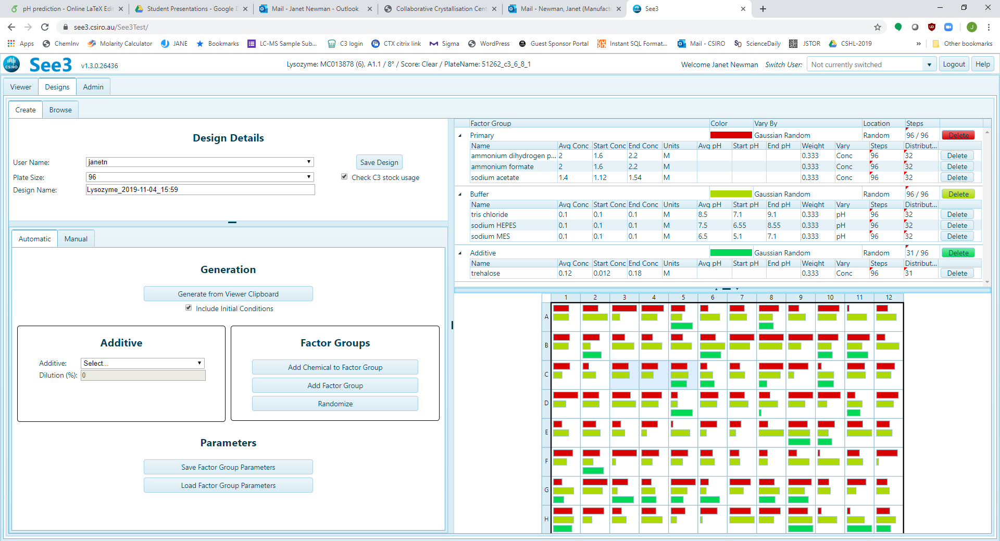 pH prediction - Online LaTeX Edi
Student Presentations - Google D
Mail - Janet Newman - Outlook
Collaborative Crystallisation Cent
Mail - Newman, Janet (Manufact
See3
see3.csiro.au/See3Test/
Apps
ChemInv
Molarity Calculator
JANE
Bookmarks
LC-MS Sample Sub...
C3 login
CTX citrix link
Sigma
WordPress
Guest Sponsor Portal
Instant SQL Format...
Mail - CSIRO
ScienceDaily
JSTOR
CSHL-2019
Other bookmarks
CSIRO
See3 v1.3.0.26436
Lysozyme: MC013878 (6), A1.1 / 8° / Score: Clear / PlateName: 51262_c3_6_8_1
Welcome Janet Newman Switch User: Not currently switched Logout Help
Viewer Designs Admin
Create Browse
Design Details
User Name: janetn
Save Design
Plate Size: 96
Check C3 stock usage
Design Name: Lysozyme_2019-11-04_15:59
Automatic Manual
Generation
Generate from Viewer Clipboard
Include Initial Conditions
Additive
Additive: Select...
Dilution (%): 0
Factor Groups
Add Chemical to Factor Group
Add Factor Group
Randomize
Parameters
Save Factor Group Parameters
Load Factor Group Parameters
Factor Group Color Vary By Location Steps
Primary Gaussian Random Random 96 / 96 Delete
Name Avg Conc Start Conc End Conc Units Avg pH Start pH End pH Weight Vary Steps Distribut...
ammonium dihydrogen p... 2 1.6 2.2 M 0.333 Conc 96 32 Delete
ammonium formate 2 1.6 2.2 M 0.333 Conc 96 32 Delete
sodium acetate 1.4 1.12 1.54 M 0.333 Conc 96 32 Delete
Buffer Gaussian Random Random 96 / 96 Delete
Name Avg Conc Start Conc End Conc Units Avg pH Start pH End pH Weight Vary Steps Distribut...
tris chloride 0.1 0.1 0.1 M 8.5 7.1 9.1 0.333 pH 96 32 Delete
sodium HEPES 0.1 0.1 0.1 M 7.5 6.55 8.55 0.333 pH 96 32 Delete
sodium MES 0.1 0.1 0.1 M 6.5 5.1 7.1 0.333 pH 96 32 Delete
Additive Gaussian Random Random 31 / 96 Delete
Name Avg Conc Start Conc End Conc Units Avg pH Start pH End pH Weight Vary Steps Distribut...
trehalose 0.12 0.012 0.18 M 0.333 Conc 96 31 Delete
1 2 3 4 5 6 7 8 9 10 11 12
A
B
C
D
E
F
G
H